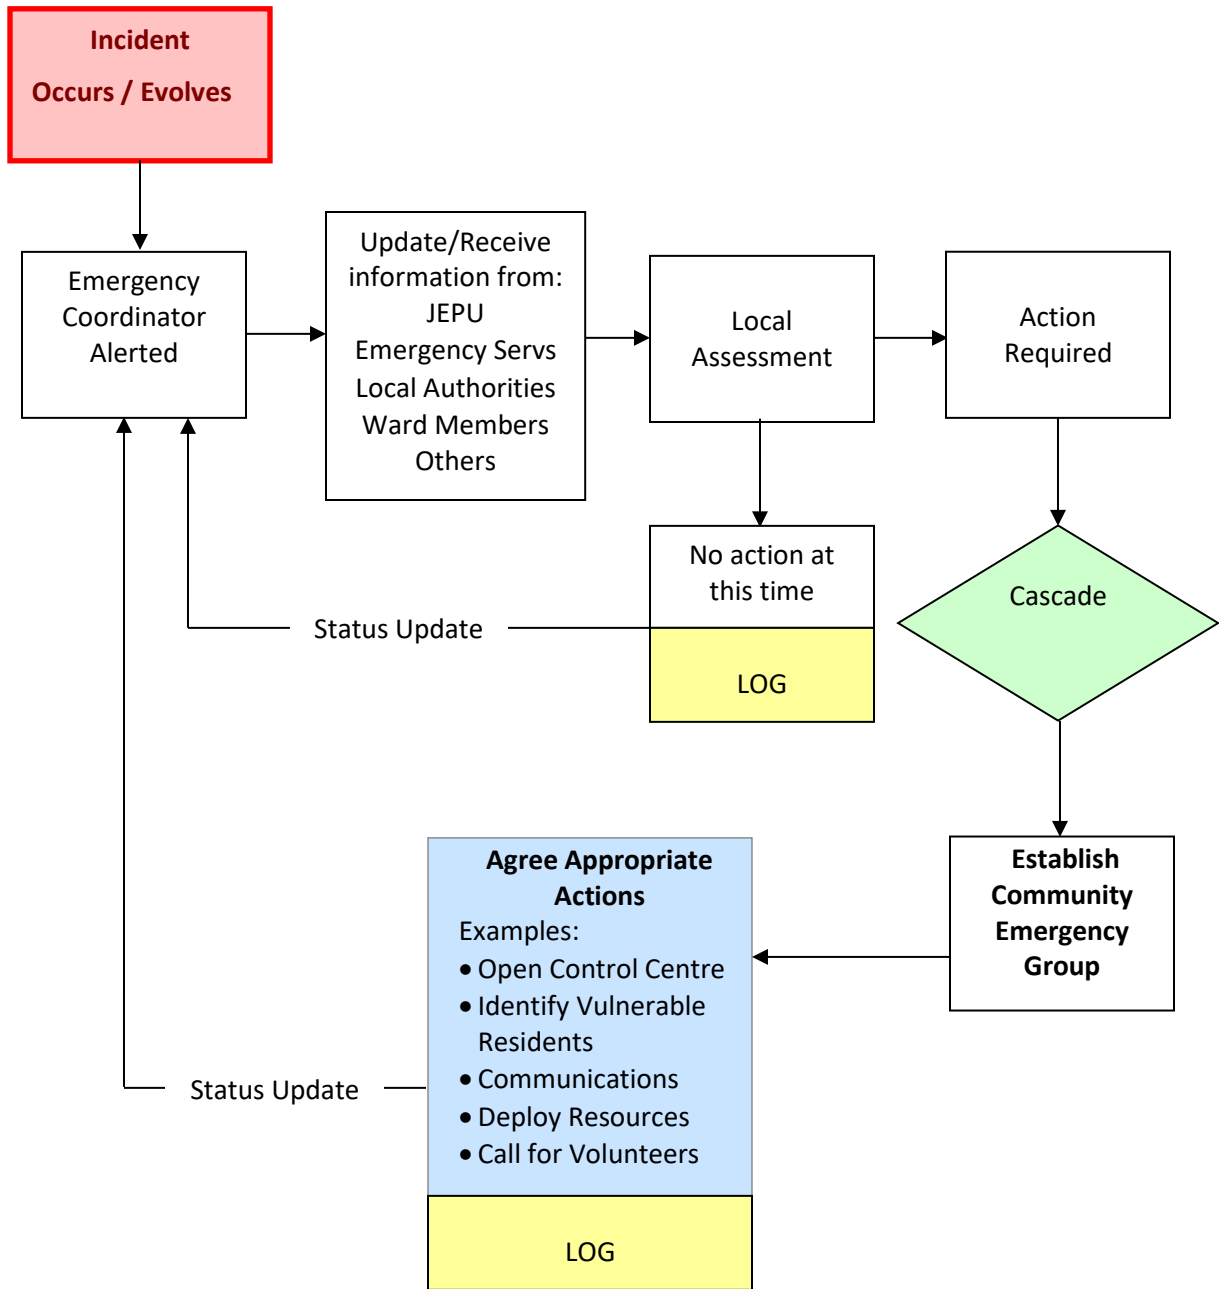 Incident
Occurs / Evolves
Emergency
Coordinator
Alerted
Update/Receive
information from:
JEPU
Emergency Servs
Local Authorities
Ward Members
Others
Local
Assessment
Action
Required
No action at
this time
LOG
Status Update
Cascade
Establish
Community
Emergency
Group
Agree Appropriate
Actions
Examples:
• Open Control Centre
• Identify Vulnerable
Residents
• Communications
• Deploy Resources
• Call for Volunteers
LOG
Status Update